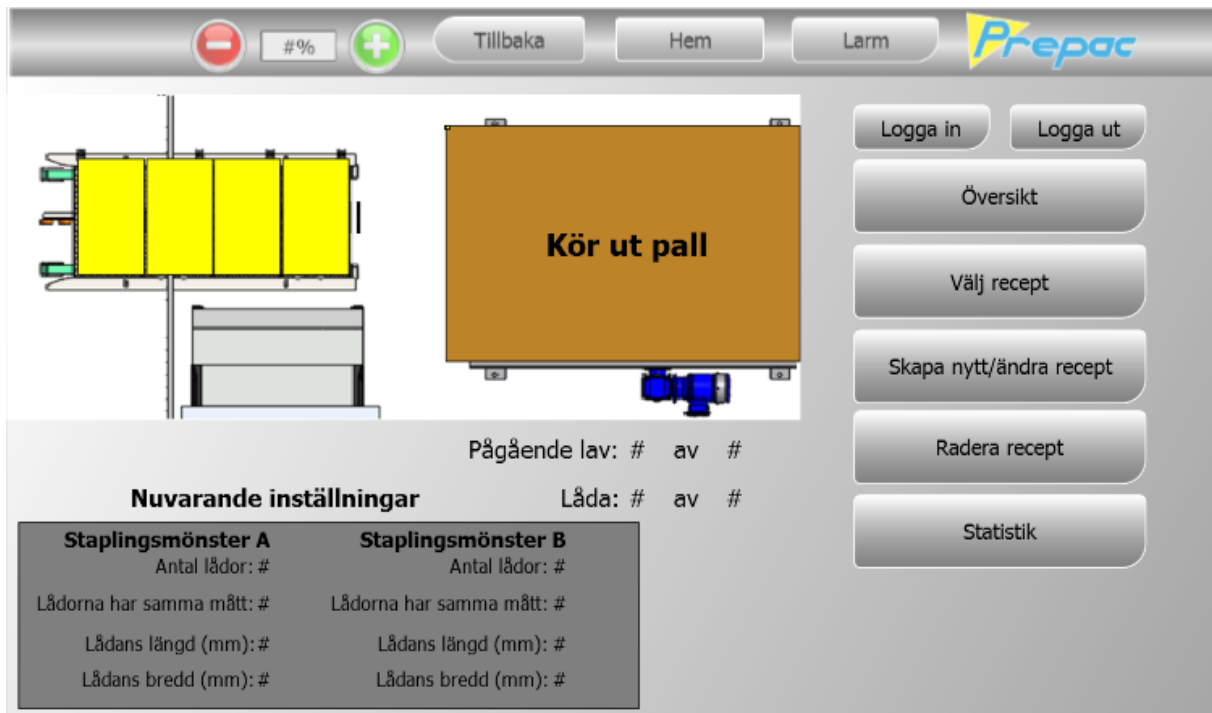 #%
Tillbaka
Hem
Larm
Prepac
Logga in
Logga ut
Översikt
Kör ut pall
Välj recept
Skapa nytt/ändra recept
Radera recept
Statistik
Pågående lav: # av #
Låda: # av #
Nuvarande inställningar
Staplingsmönster A
Antal lådor: #
Lådorna har samma mått: #
Lådans längd (mm): #
Lådans bredd (mm): #
Staplingsmönster B
Antal lådor: #
Lådorna har samma mått: #
Lådans längd (mm): #
Lådans bredd (mm): #